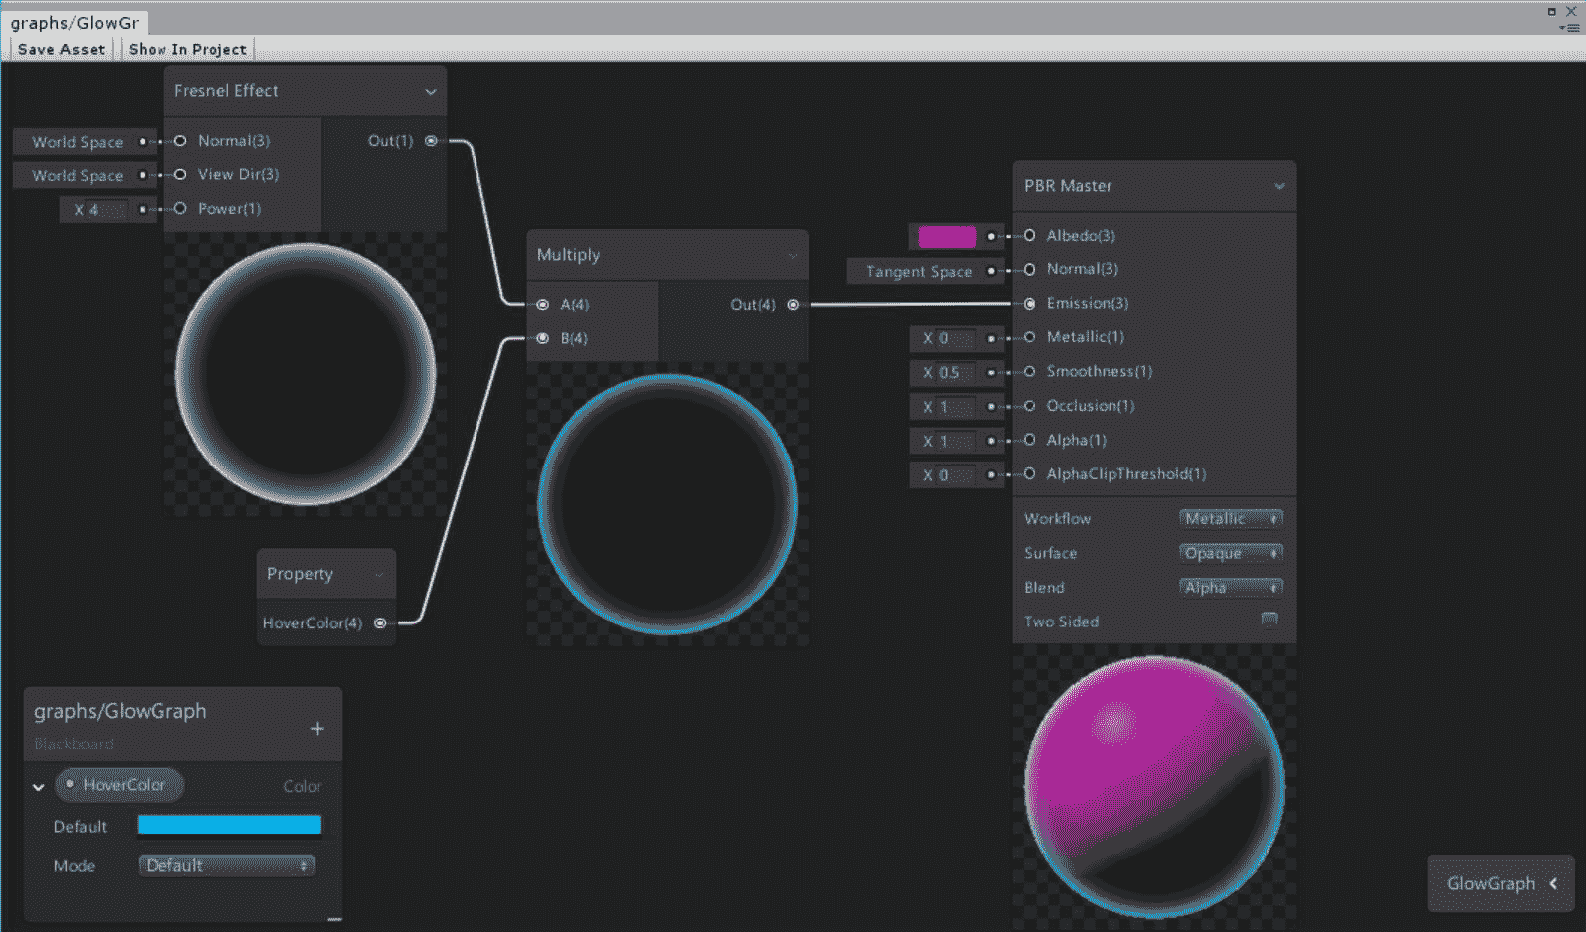 graphs/GlowGr
Save Asset
Show In Project
Fresnel Effect
World Space
Normal(3)
Out(1)
World Space
View Dir(3)
X 4
Power(1)
Multiply
A(4)
Out(4)
B(4)
PBR Master
Albedo(3)
Tangent Space
Normal(3)
Emission(3)
X 0
Metallic(1)
X 0.5
Smoothness(1)
X 1
Occlusion(1)
X 1
Alpha(1)
X 0
AlphaClipThreshold(1)
Workflow
Metallic
Surface
Opaque
Blend
Alpha
Two Sided
Property
HoverColor(4)
graphs/GlowGraph
Blackboard
HoverColor
Color
Default
Mode
Default
GlowGraph